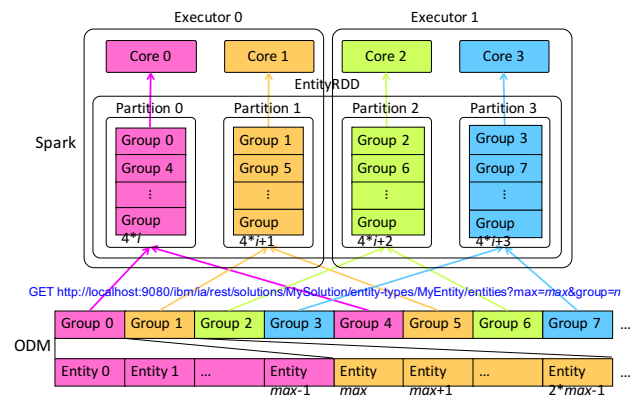 Executor 0 Executor 1
Core 0 Core 1 Core 2 Core 3
EntityRDD
Partition 0 Partition 1 Partition 2 Partition 3
Spark
Group 0 Group 1 Group 2 Group 3
Group 4 Group 5 Group 6 Group 7
⋮ ⋮ ⋮ ⋮
Group Group Group Group
4*i 4*i+1 4*i+2 4*i+3
GET http://localhost:9080/ibm/ia/rest/solutions/MySolution/entity-types/MyEntity/entities?max=max&group=n
Group 0 Group 1 Group 2 Group 3 Group 4 Group 5 Group 6 Group 7 ...
ODM
Entity 0 Entity 1 ... Entity Entity Entity ... Entity ...
max-1 max max+1 2*max-1